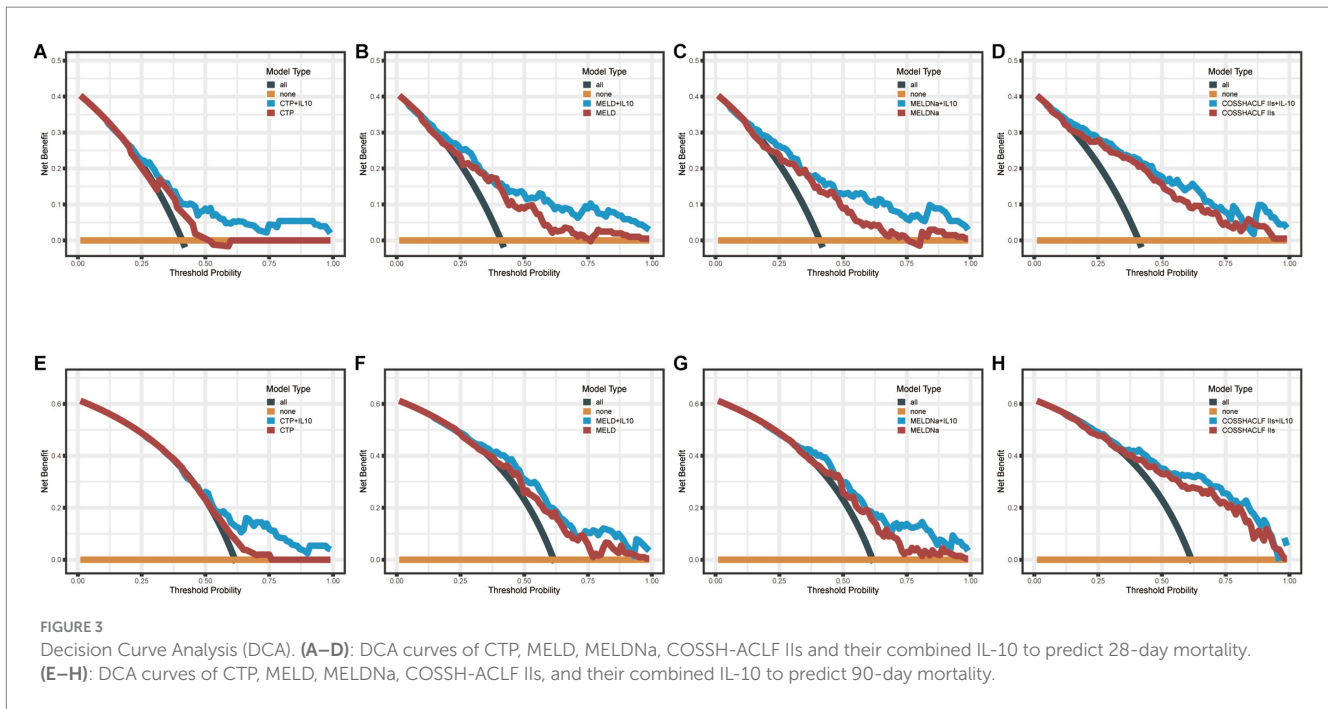 A
0.5
0.4
0.3
0.2
0.1
0.0
Net Benefit
Model Type
all
none
CTP+IL10
CTP
0.00
0.25
0.50
0.75
1.00
Threshold Probility
B
0.5
0.4
0.3
0.2
0.1
0.0
Net Benefit
Model Type
all
none
MELD+IL10
MELD
0.00
0.25
0.50
0.75
1.00
Threshold Probility
C
0.5
0.4
0.3
0.2
0.1
0.0
Net Benefit
Model Type
all
none
MELDNa+IL10
MELDNa
0.00
0.25
0.50
0.75
1.00
Threshold Probility
D
0.5
0.4
0.3
0.2
0.1
0.0
Net Benefit
Model Type
all
none
COSSHACLF IIs+IL-10
COSSHACLF IIs
0.00
0.25
0.50
0.75
1.00
Threshold Probility
E
0.6
0.4
0.2
0.0
Net Benefit
Model Type
all
none
CTP+IL10
CTP
0.00
0.25
0.50
0.75
1.00
Threshold Probility
F
0.6
0.4
0.2
0.0
Net Benefit
Model Type
all
none
MELD+IL10
MELD
0.00
0.25
0.50
0.75
1.00
Threshold Probility
G
0.6
0.4
0.2
0.0
Net Benefit
Model Type
all
none
MELDNa+IL10
MELDNa
0.00
0.25
0.50
0.75
1.00
Threshold Probility
H
0.6
0.4
0.2
0.0
Net Benefit
Model Type
all
none
COSSHACLF IIs+IL10
COSSHACLF IIs
0.00
0.25
0.50
0.75
1.00
Threshold Probility
FIGURE 3
Decision Curve Analysis (DCA). (A–D): DCA curves of CTP, MELD, MELDNa, COSSH-ACLF IIs and their combined IL-10 to predict 28-day mortality.
(E–H): DCA curves of CTP, MELD, MELDNa, COSSH-ACLF IIs, and their combined IL-10 to predict 90-day mortality.